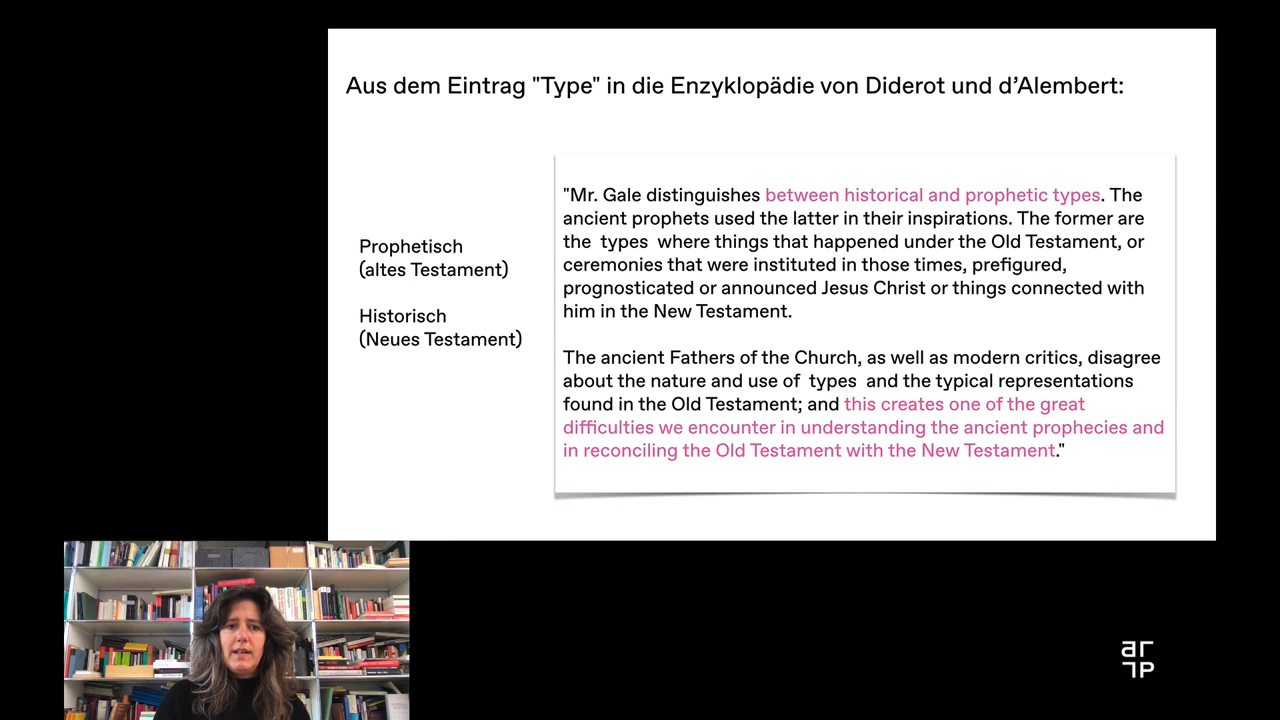 Aus dem Eintrag "Type" in die Enzyklopädie von Diderot und d’Alembert:
Prophetisch
(altes Testament)
Historisch
(Neues Testament)
"Mr. Gale distinguishes between historical and prophetic types. The
ancient prophets used the latter in their inspirations. The former are
the types where things that happened under the Old Testament, or
ceremonies that were instituted in those times, prefigured,
prognosticated or announced Jesus Christ or things connected with
him in the New Testament.
The ancient Fathers of the Church, as well as modern critics, disagree
about the nature and use of types and the typical representations
found in the Old Testament; and this creates one of the great
difficulties we encounter in understanding the ancient prophecies and
in reconciling the Old Testament with the New Testament."